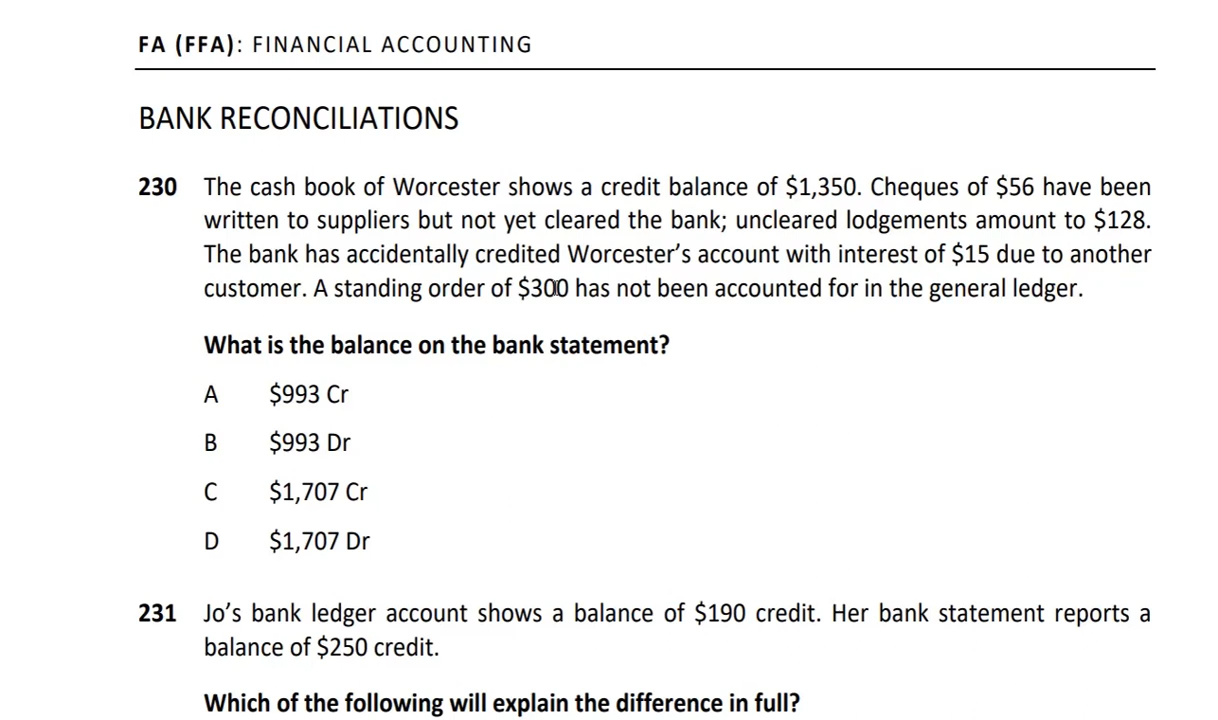 FA (FFA): FINANCIAL ACCOUNTING
BANK RECONCILIATIONS
230 The cash book of Worcester shows a credit balance of $1,350. Cheques of $56 have been
written to suppliers but not yet cleared the bank; uncleared lodgements amount to $128.
The bank has accidentally credited Worcester's account with interest of $15 due to another
customer. A standing order of $300 has not been accounted for in the general ledger.
What is the balance on the bank statement?
A $993 Cr
B $993 Dr
C $1,707 Cr
D $1,707 Dr
231 Jo's bank ledger account shows a balance of $190 credit. Her bank statement reports a
balance of $250 credit.
Which of the following will explain the difference in full?